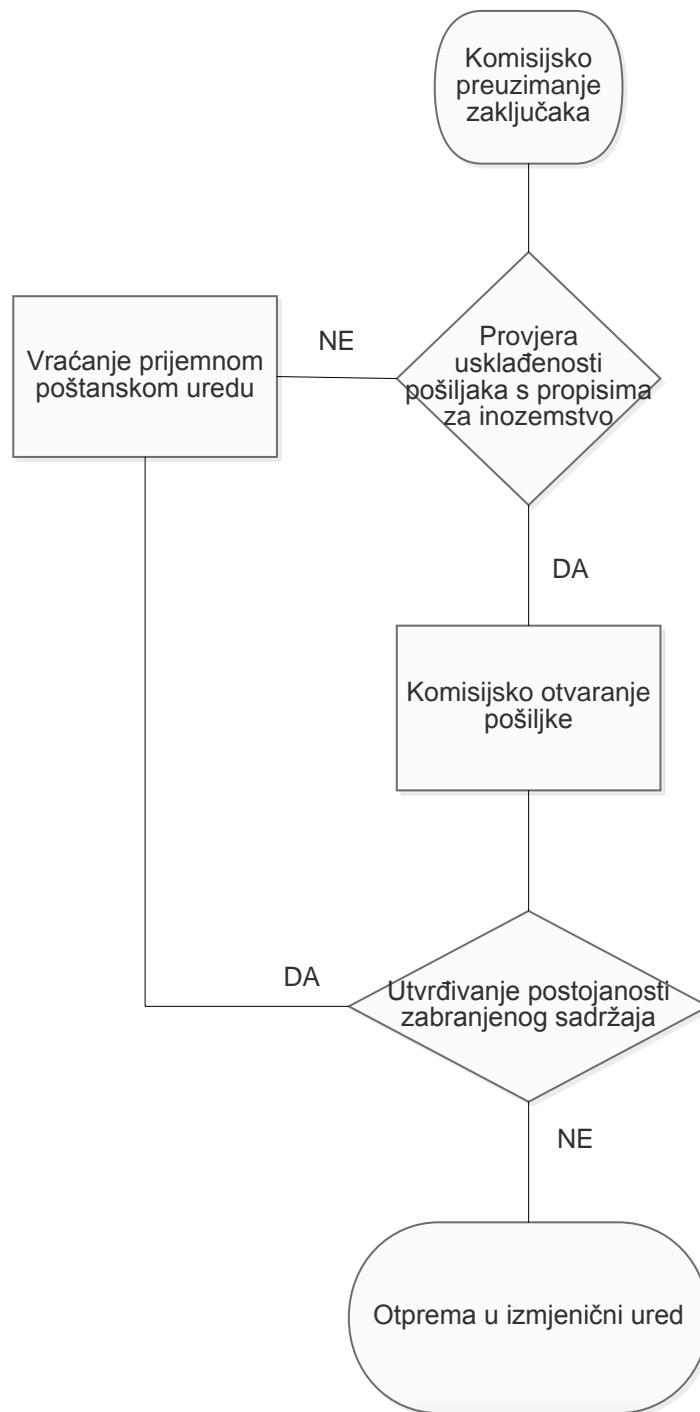 Komisijsko
preuzimanje
zaključaka
Provjera
usklađenosti
pošiljaka s propisima
za inozemstvo
NE
Vraćanje prijemnom
poštanskom uredu
DA
Komisijsko otvaranje
pošiljke
Utvrđivanje postojanosti
zabranjenog sadržaja
DA
NE
Otprema u izmjenični ured